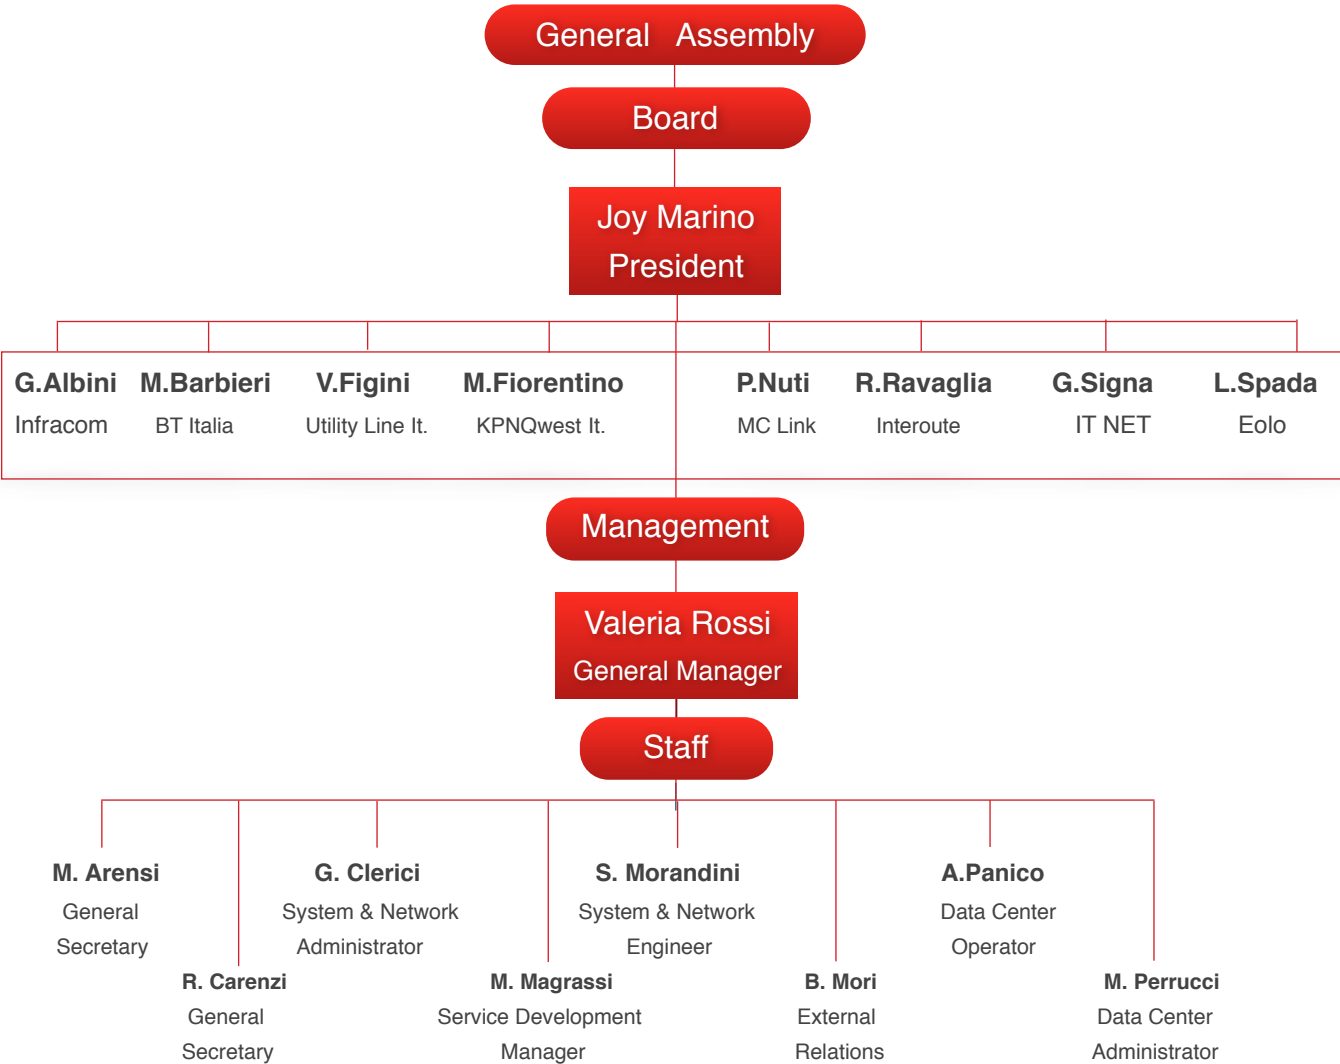 General Assembly
Board
Joy Marino
President
G.Albini M.Barbieri V.Figini M.Fiorentino P.Nuti R.Ravaglia G.Signa L.Spada
Infracom BT Italia Utility Line It. KPNQwest It. MC Link Interoute IT NET Eolo
Management
Valeria Rossi
General Manager
Staff
M. Arensi G. Clerici S. Morandini A.Panico
General System & Network System & Network Data Center
Secretary Administrator Engineer Operator
R. Carenzi M. Magrassi B. Mori M. Perrucci
General Service Development External Data Center
Secretary Manager Relations Administrator